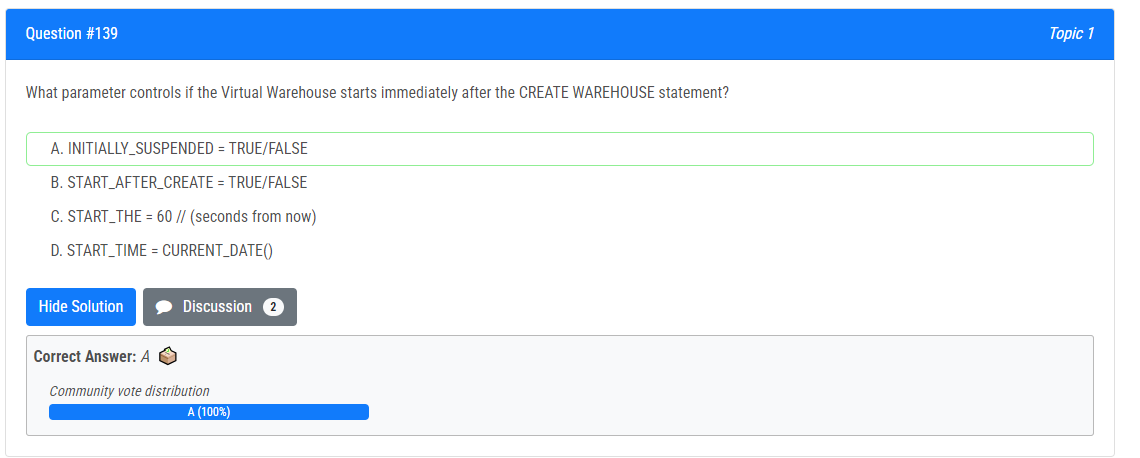 Question #139
Topic 1
What parameter controls if the Virtual Warehouse starts immediately after the CREATE WAREHOUSE statement?
A. INITIALLY_SUSPENDED = TRUE/FALSE
B. START_AFTER_CREATE = TRUE/FALSE
C. START_THE = 60 // (seconds from now)
D. START_TIME = CURRENT_DATE()
Hide Solution
Discussion 2
Correct Answer: A
Community vote distribution
A (100%)